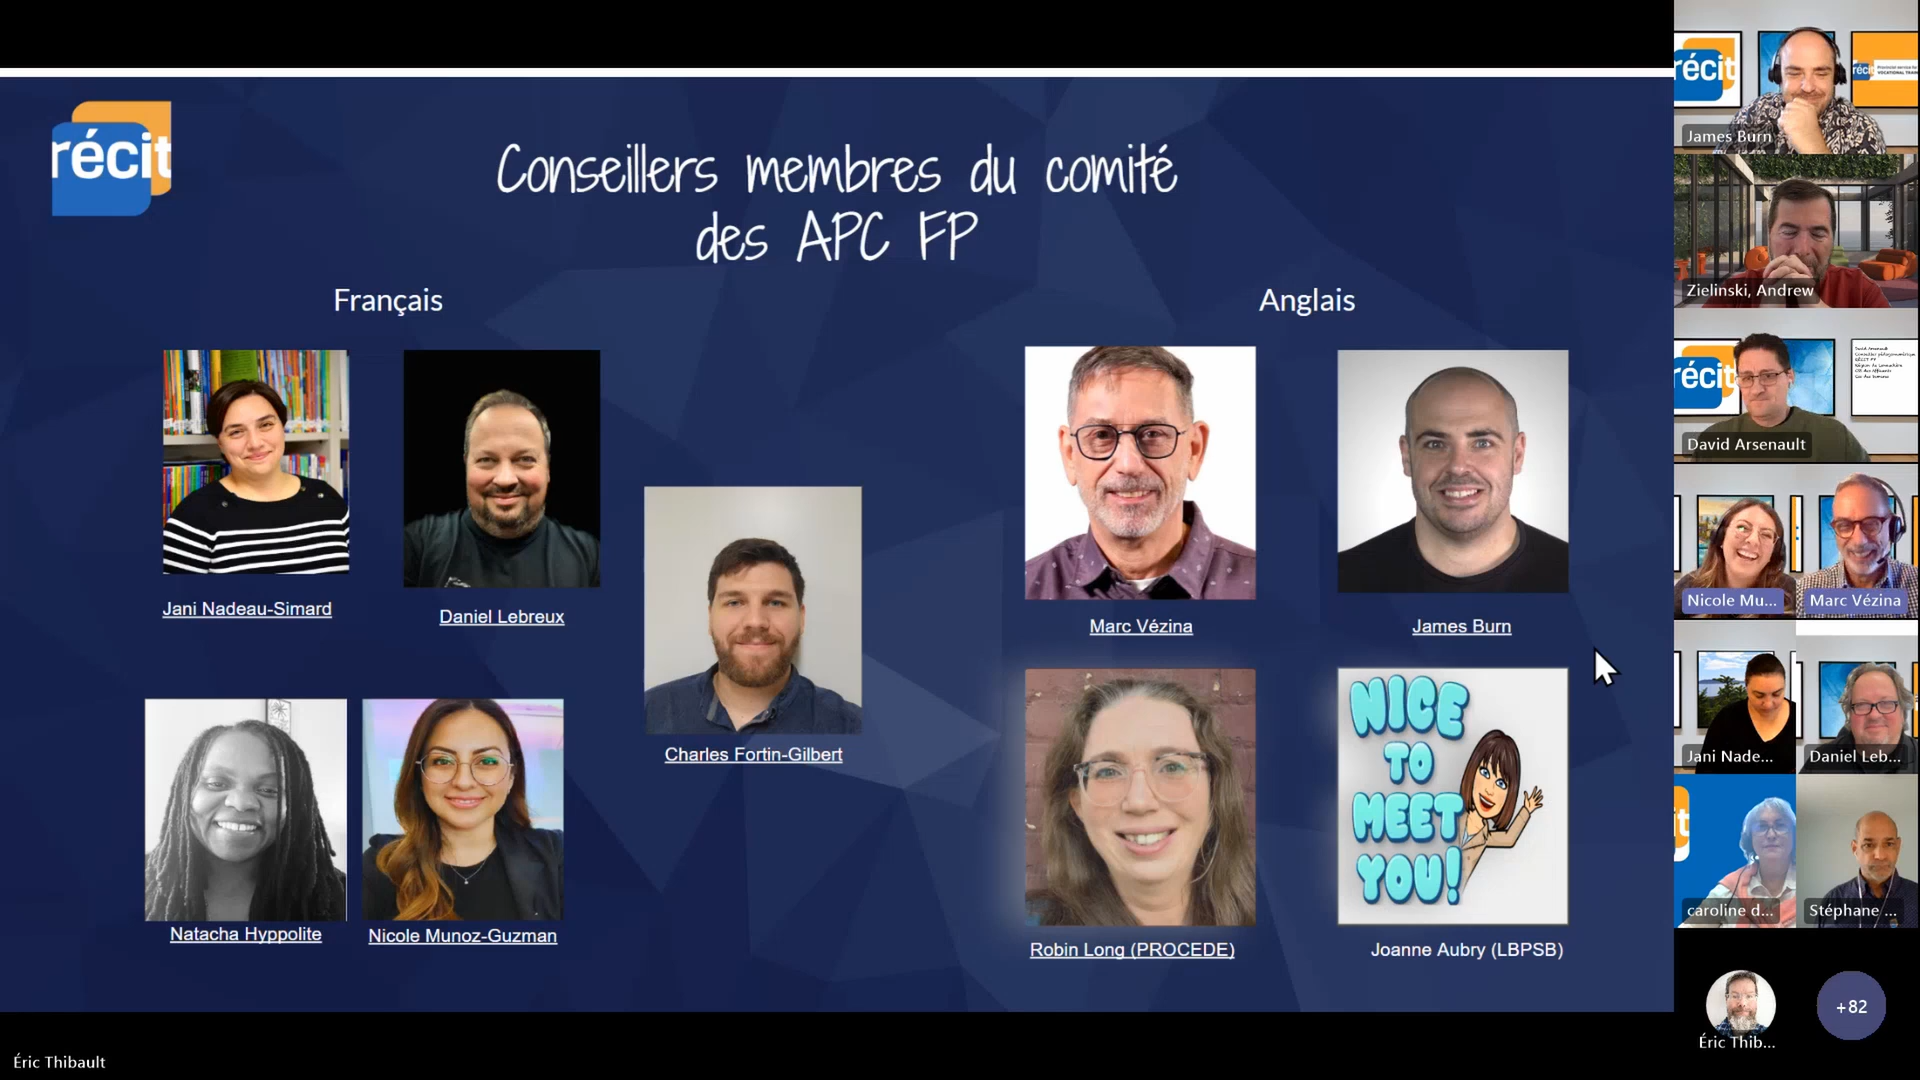 récit
Conseillers membres du comité
des APC FP
Français
Anglais
Jani Nadeau-Simard
Daniel Lebreux
Charles Fortin-Gilbert
Natacha Hyppolite
Nicole Munoz-Guzman
Marc Vézina
James Burn
Robin Long (PROCEDE)
NICE
TO
MEET
YOU!
Joanne Aubry (LBPSB)
Éric Thibault
récit
récit
James Burn
Zielinski, Andrew
récit
David Arsenault
Nicole Mu...
Marc Vézina
Jani Nade...
Daniel Leb...
caroline d...
Stéphane ...
Éric Thib...
+82